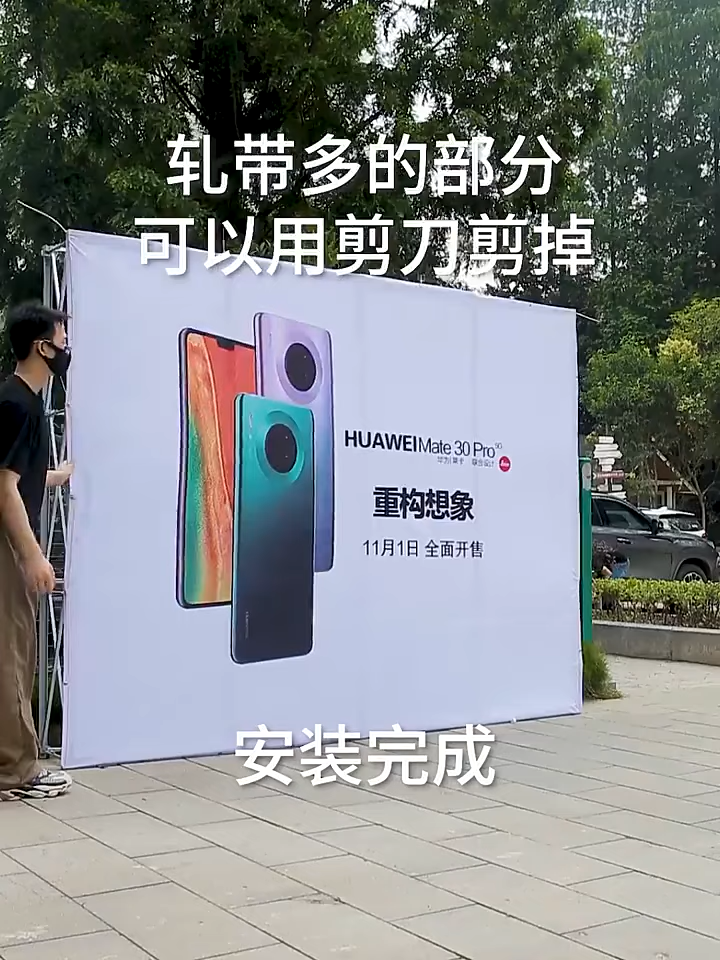 轧带多的部分
可以用剪刀剪掉
HUAWEI Mate 30 Pro 5G
重构想象
11月1日 全面开售
安装完成